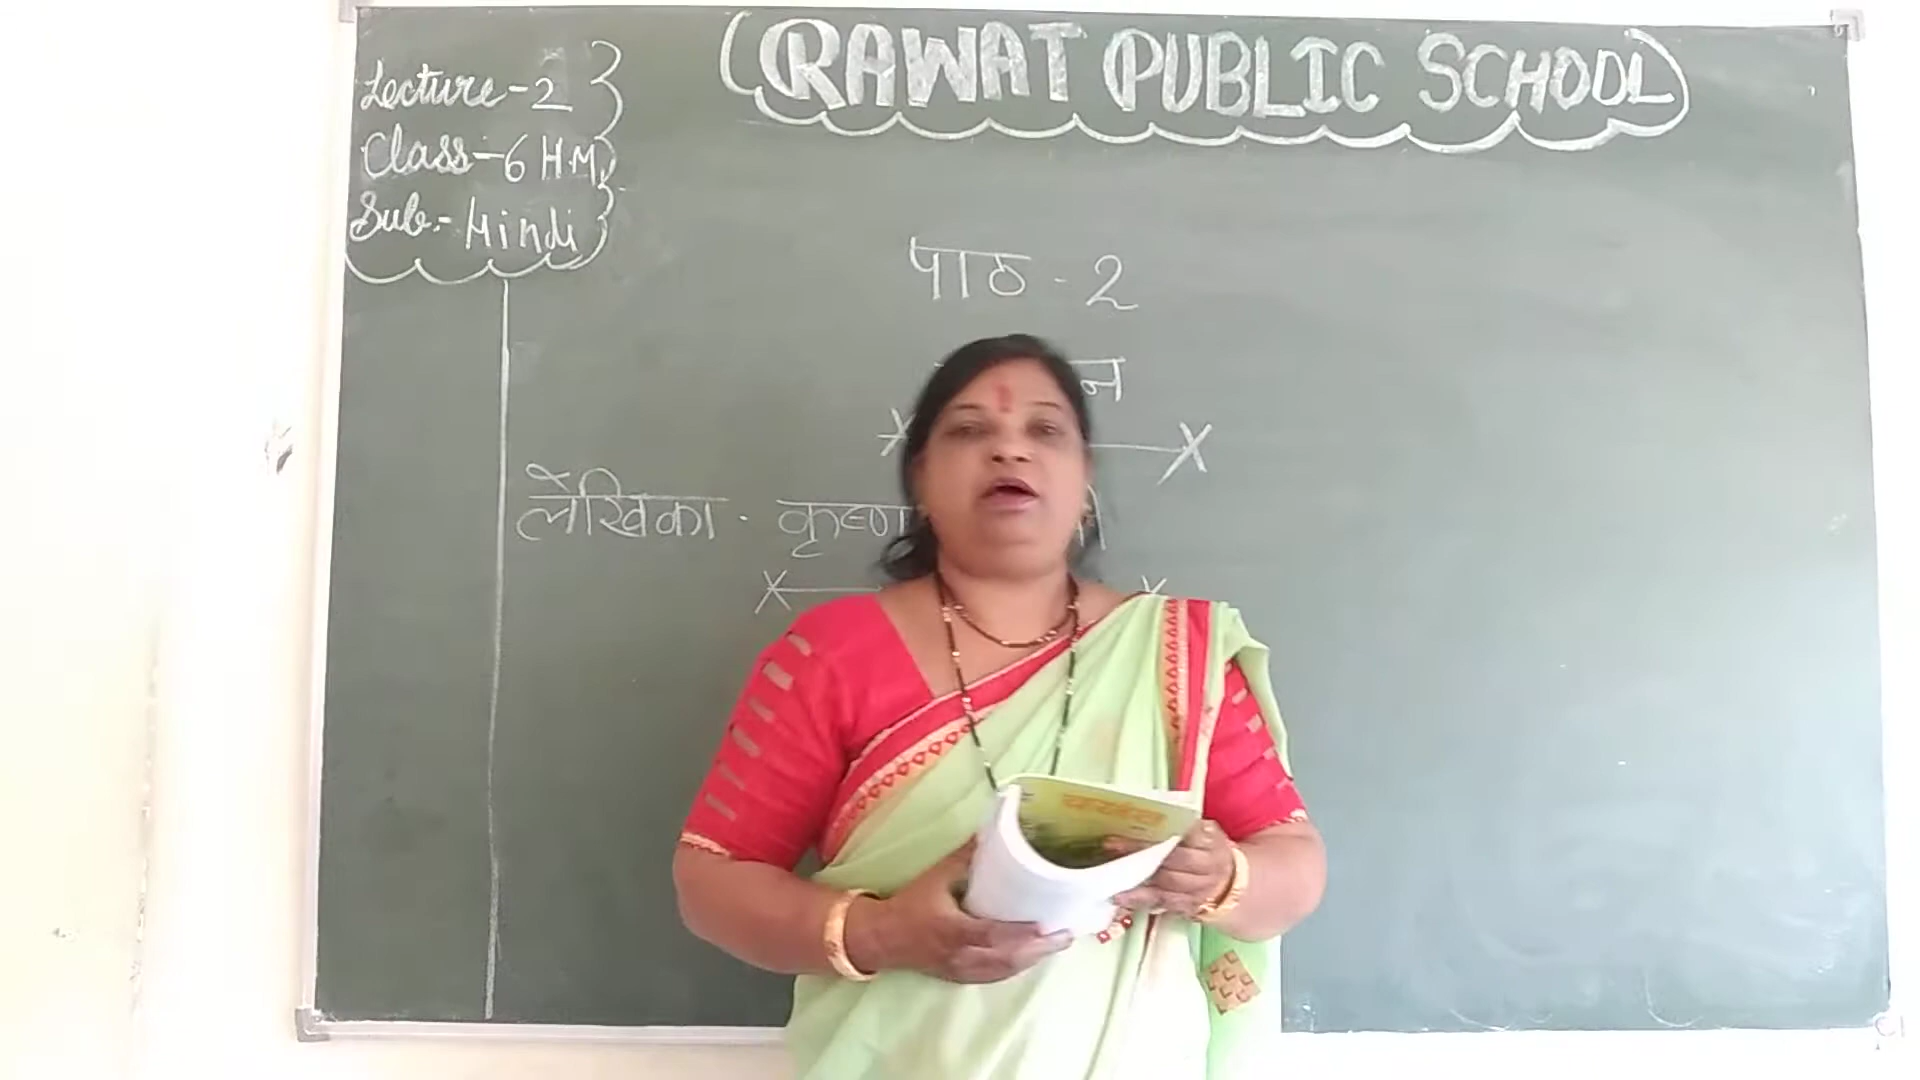 Lecture-2
Class-6 HM
Sub.- Hindi
(RAWAT PUBLIC SCHOOL)
पाठ - 2
लेखिका -